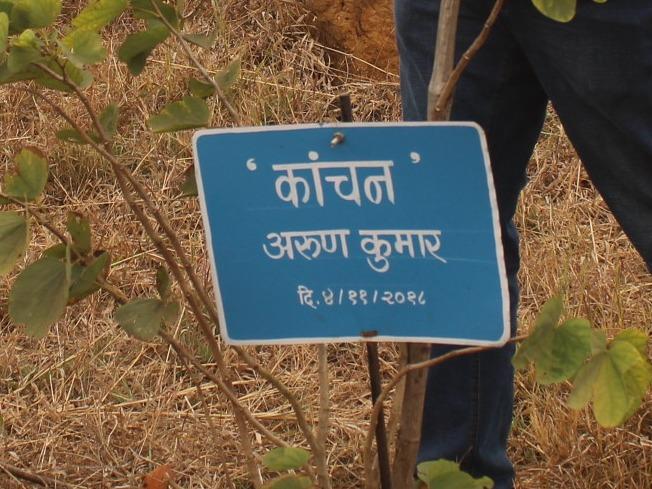 ‘ कांचन ’
अरुण कुमार
दि. ४/११/२०१८